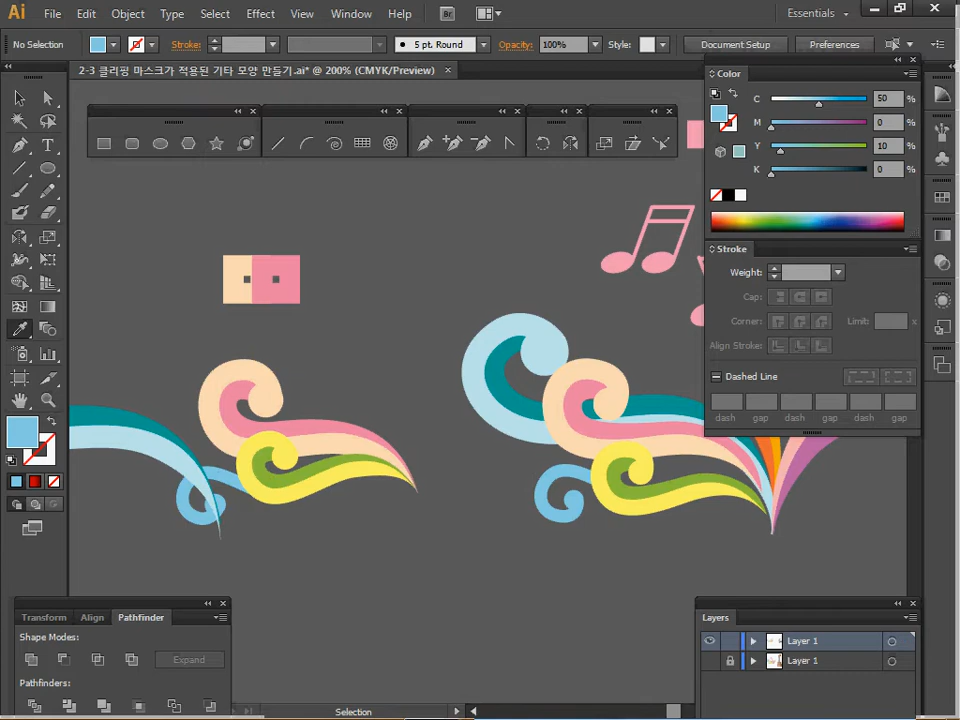 Ai File Edit Object Type Select Effect View Window Help Br Essentials
No Selection Stroke: 5 pt. Round Opacity: 100% Style: Document Setup Preferences
2-3 클리핑 마스크가 적용된 기타 모양 만들기.ai* @ 200% (CMYK/Preview)
Color
C 50 %
M 0 %
Y 10 %
K 0 %
Stroke
Weight:
Cap:
Corner: Limit: x
Align Stroke:
Dashed Line
dash gap dash gap dash gap
Transform Align Pathfinder
Shape Modes:
Expand
Pathfinders:
Layers
Layer 1
Layer 1
Selection